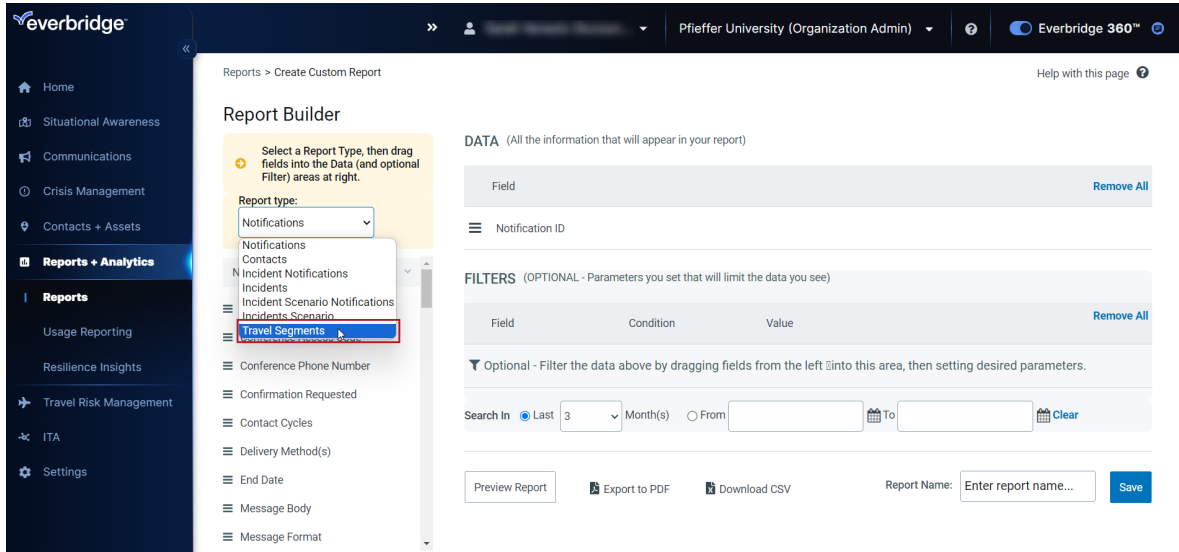 everbridge™
Pfieffer University (Organization Admin)
Everbridge 360™
Home
Situational Awareness
Communications
Crisis Management
Contacts + Assets
Reports + Analytics
Reports
Usage Reporting
Resilience Insights
Travel Risk Management
ITA
Settings
Reports > Create Custom Report
Help with this page
Report Builder
Select a Report Type, then drag
fields into the Data (and optional
Filter) areas at right.
Report type:
Notifications
Notifications
Contacts
Incident Notifications
Incidents
Incident Scenario Notifications
Incidents Scenario
Travel Segments
Conference Access Code
Conference Phone Number
Confirmation Requested
Contact Cycles
Delivery Method(s)
End Date
Message Body
Message Format
DATA (All the information that will appear in your report)
Field Remove All
Notification ID
FILTERS (OPTIONAL - Parameters you set that will limit the data you see)
Field Condition Value Remove All
Optional - Filter the data above by dragging fields from the left into this area, then setting desired parameters.
Search In Last 3 Month(s) From To Clear
Preview Report Export to PDF Download CSV Report Name: Enter report name... Save